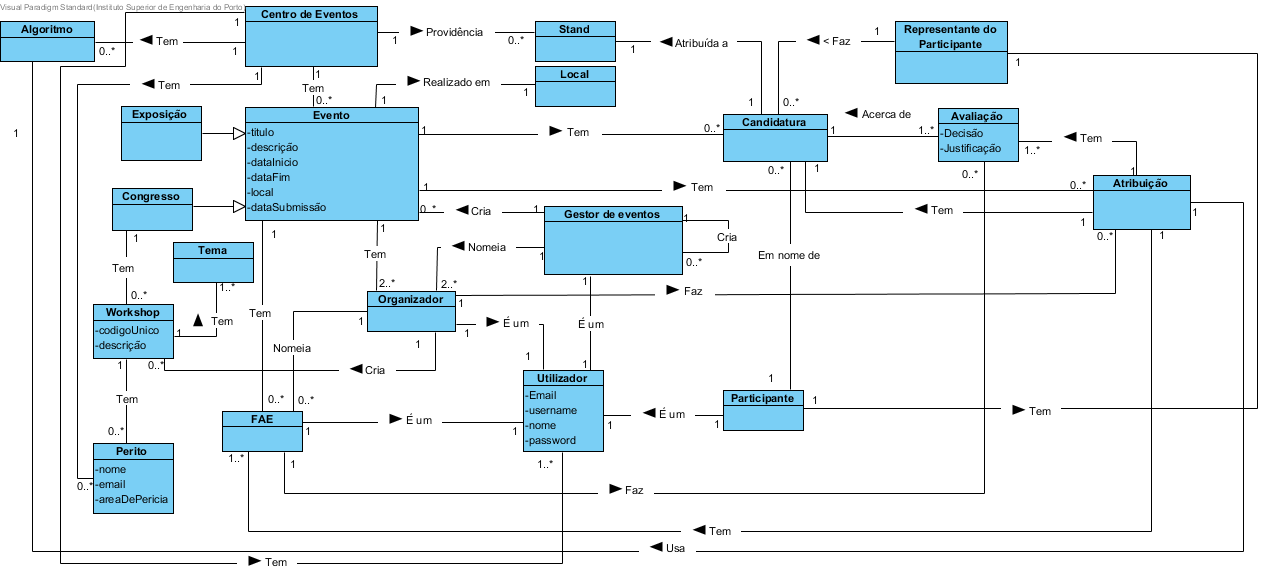 Visual Paradigm Standard(Instituto Superior de Engenharia do Porto)
Algoritmo
0..*
Tem
1
Centro de Eventos
1
1
Providência
0..*
Stand
1
Atribuída a
1
< Faz
1
0..*
Representante do
Participante
1
Tem
1
1
Tem
0..*
Realizado em
1
1
Local
Exposição
Evento
-titulo
-descrição
-dataInicio
-dataFim
-local
-dataSubmissão
1
Tem
0..*
Candidatura
1
Acerca de
1..*
Avaliação
-Decisão
-Justificação
1..*
Tem
1
1
0..*
1
0..*
Congresso
1
1
Tem
0..*
Atribuição
1
0..*
Cria
1
Gestor de eventos
1
Cria
0..*
Tem
1
0..*
1
1
1
Tema
1..*
Tem
2..*
Nomeia
1
2..*
1
Em nome de
Tem
0..*
Workshop
-codigoUnico
-descrição
1
Tem
1
0..*
Tem
Organizador
1
1
1
1
Faz
É um
1
É um
1
Nomeia
Cria
Tem
0..*
0..*
0..*
Perito
-nome
-email
-areaDePericia
0..*
FAE
1
É um
1
1..*
1
Utilizador
-Email
-username
-nome
-password
1
É um
1
1..*
1
Participante
1
Tem
Faz
Tem
Usa
Tem